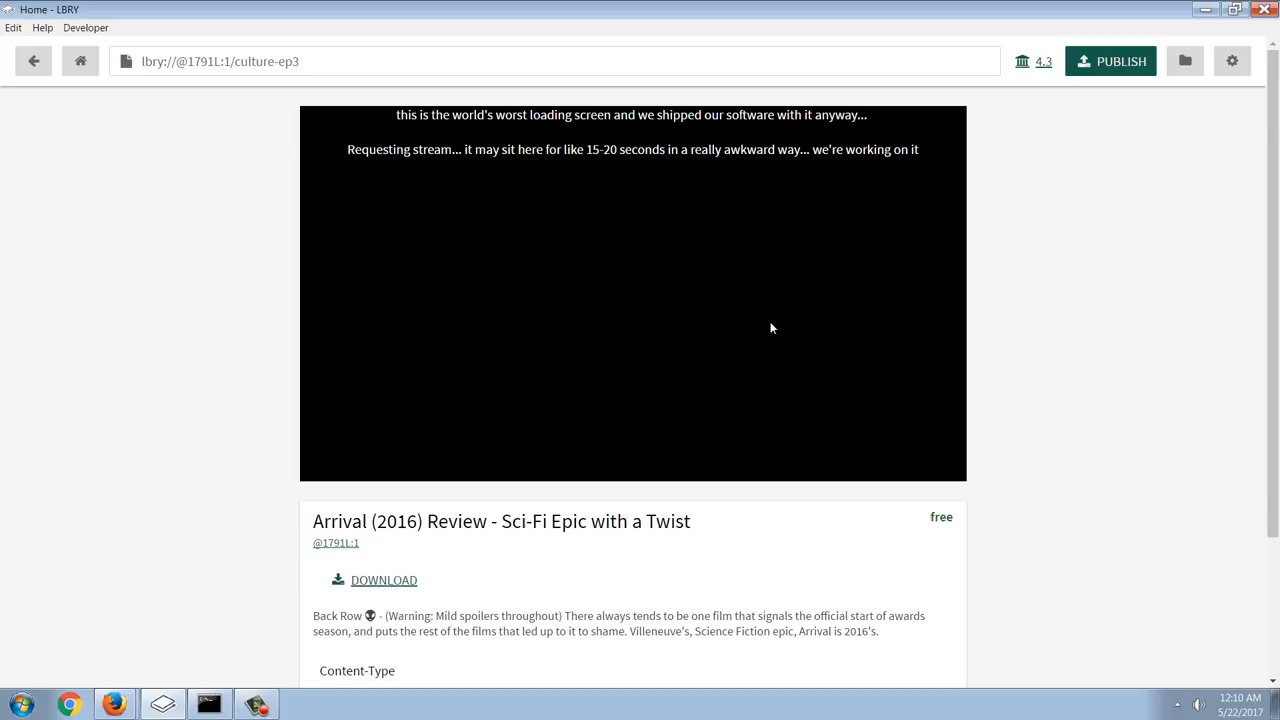 Home - LBRY
Edit Help Developer
lbry://@1791L:1/culture-ep3
4.3
PUBLISH
this is the world's worst loading screen and we shipped our software with it anyway...
Requesting stream... it may sit here for like 15-20 seconds in a really awkward way... we're working on it
Arrival (2016) Review - Sci-Fi Epic with a Twist
free
@1791L:1
DOWNLOAD
Back Row 👽 - (Warning: Mild spoilers throughout) There always tends to be one film that signals the official start of awards
season, and puts the rest of the films that led up to it to shame. Villeneuve's, Science Fiction epic, Arrival is 2016's.
Content-Type
12:10 AM
5/22/2017